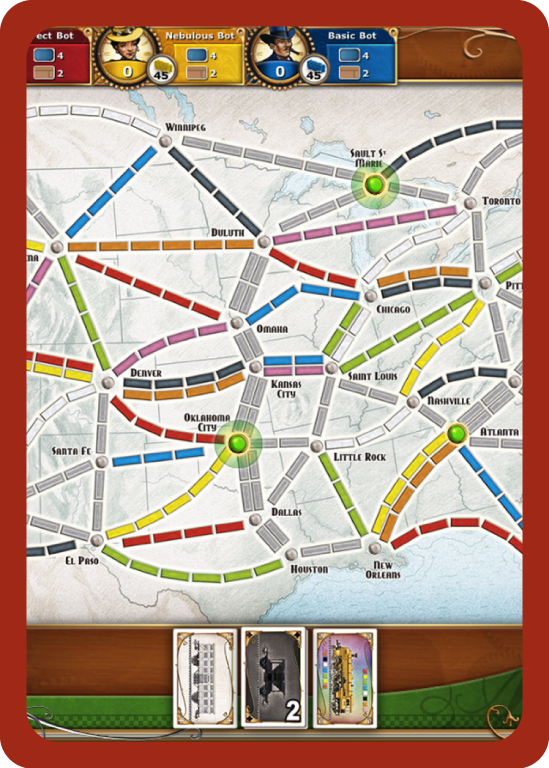 ect Bot
4
2
0
45
Nebulous Bot
4
2
0
45
Basic Bot
4
2
WINNIPEG
SAULT ST
MARIE
TORONTO
DULUTH
NA
PIT
CHICAGO
OMAHA
DENVER
KANSAS
CITY
SAINT LOUIS
NASHVILLE
OKLAHOMA
CITY
ATLANTA
SANTA FE
LITTLE ROCK
DALLAS
EL PASO
HOUSTON
NEW
ORLEANS
2